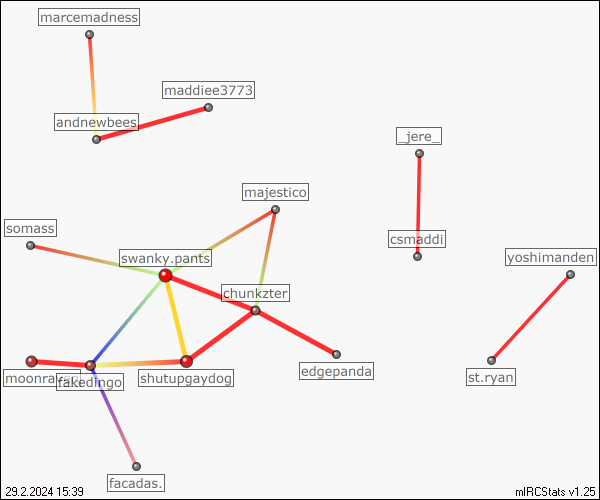 marcemadness
maddiee3773
andnewbees
_jere_
majestico
somass
csmaddi
swanky.pants
yoshimanden
chunkzter
edgepanda
moonra
fakedingo
shutupgaydog
st.ryan
facadas.
29.2.2024 15:39
mIRCStats v1.25